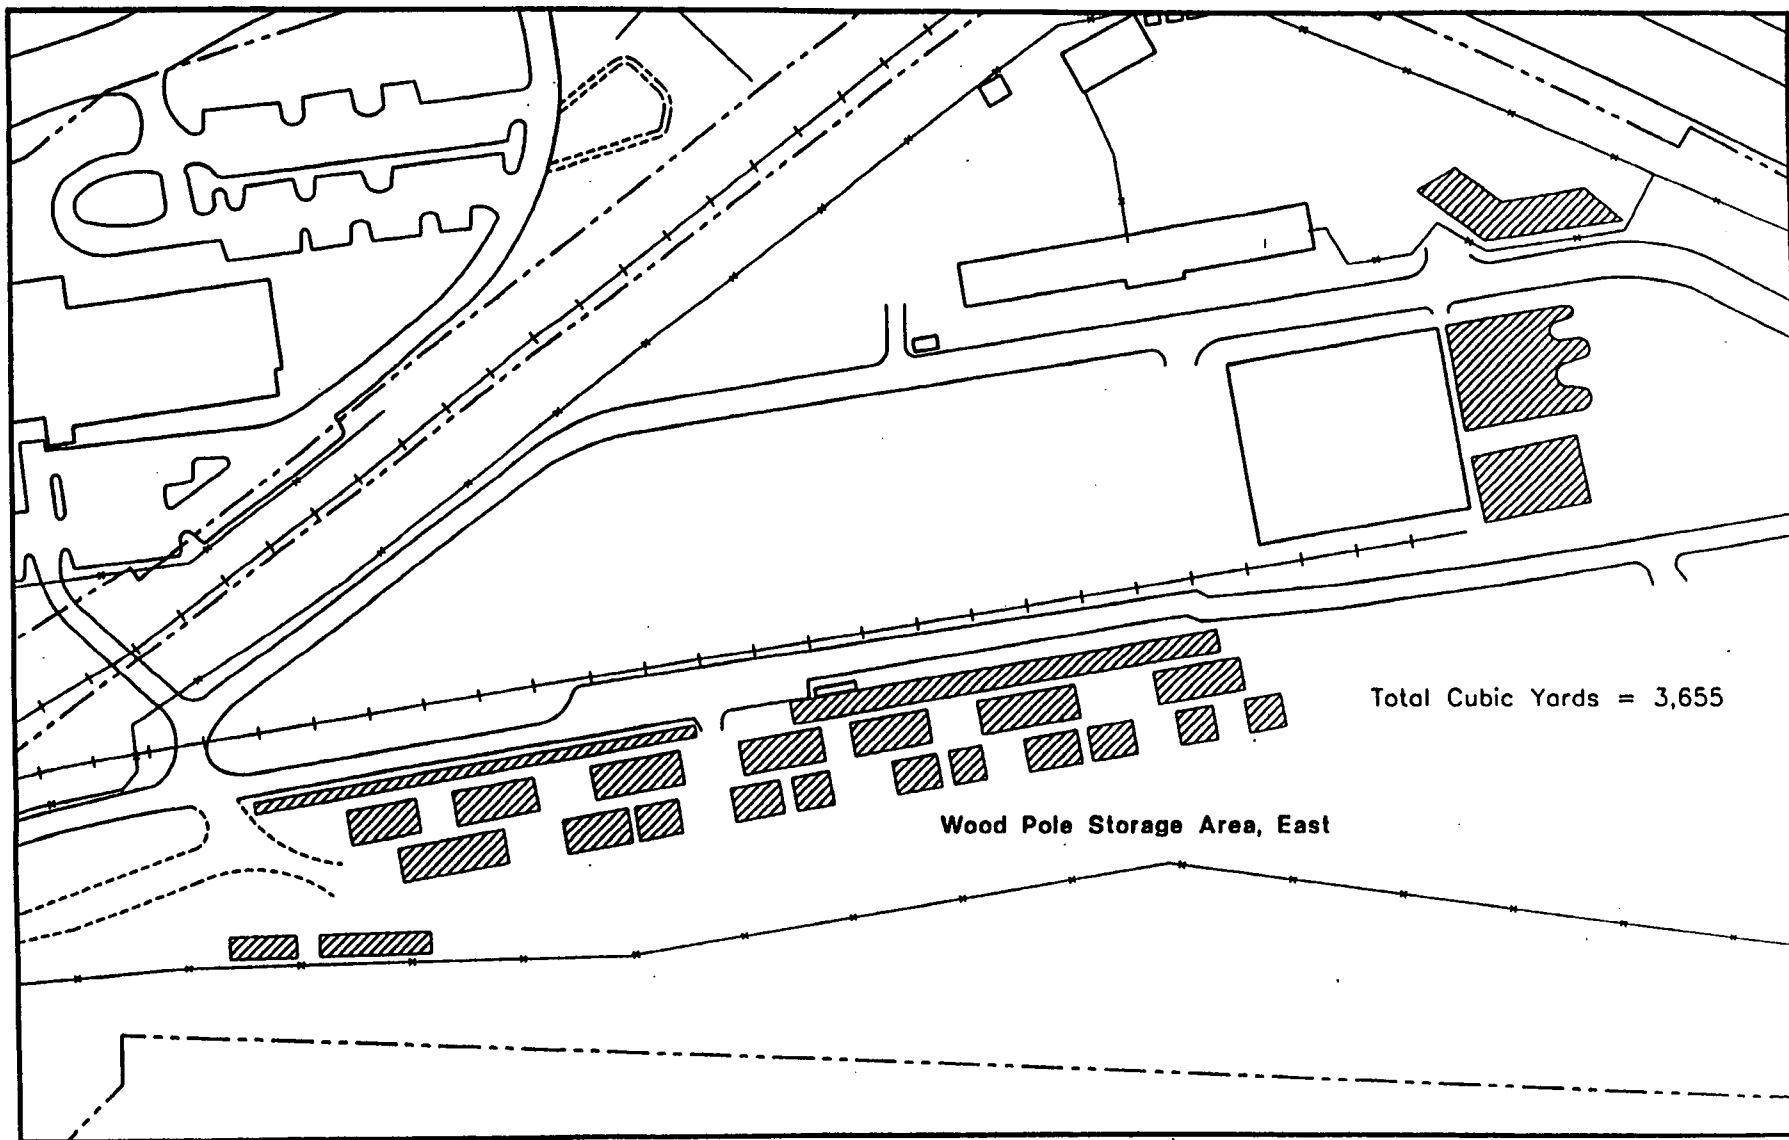 Total Cubic Yards = 3,655
Wood Pole Storage Area, East